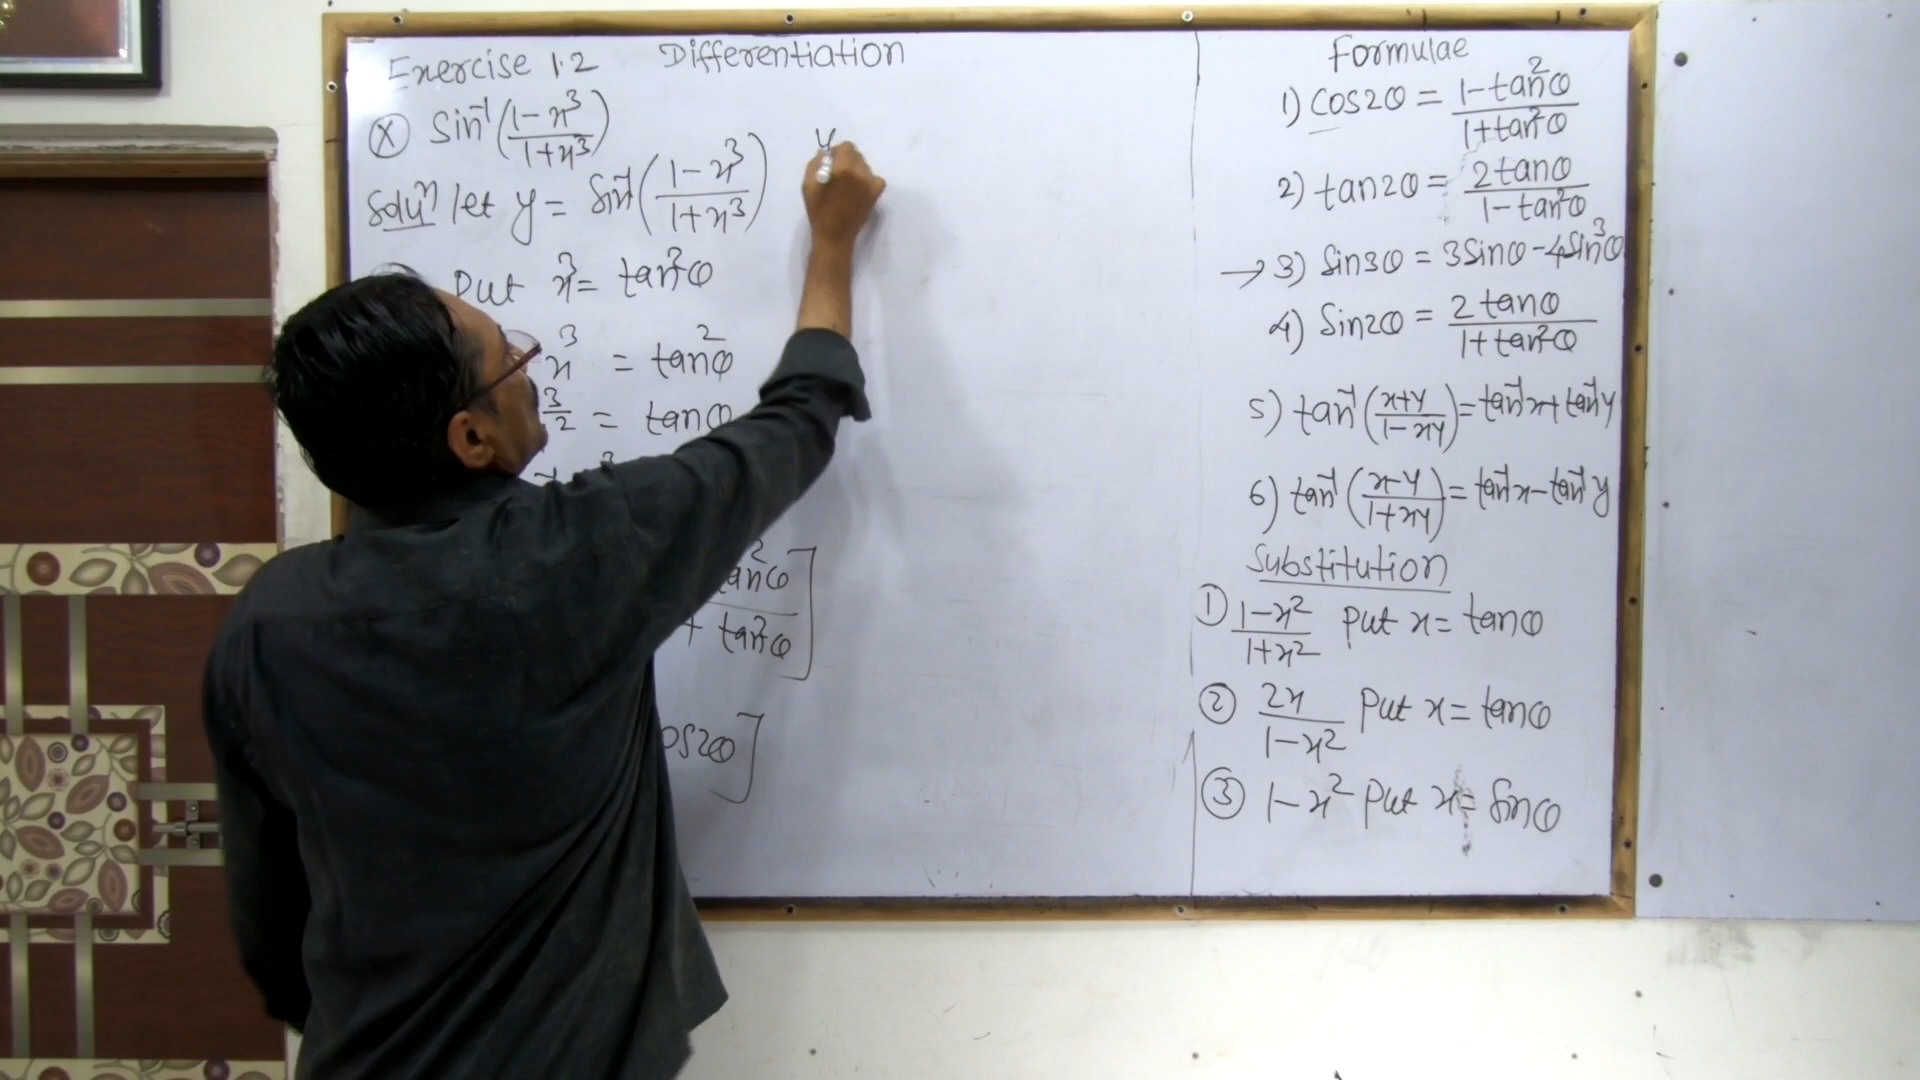 Exercise 1.2 Differentiation
Ⓧ Sin⁻¹((1-x³)/(1+x³))
Soluⁿ let y = Sin⁻¹((1-x³)/(1+x³))
Put x³ = tan²θ
x³ = tan²θ
3/2 = tanθ
tan²θ
+ tan²θ]
os2θ]
y
Formulae
1) Cos2θ = (1-tan²θ)/(1+tan²θ)
2) tan2θ = (2tanθ)/(1-tan²θ)
→ 3) Sin3θ = 3Sinθ-4Sin³θ
4) Sin2θ = (2tanθ)/(1+tan²θ)
5) tan⁻¹((x+y)/(1-xy)) = tan⁻¹x+tan⁻¹y
6) tan⁻¹((x-y)/(1+xy)) = tan⁻¹x-tan⁻¹y
Substitution
① (1-x²)/(1+x²) Put x = tanθ
② 2x/(1-x²) Put x = tanθ
③ 1-x² Put x = Sinθ